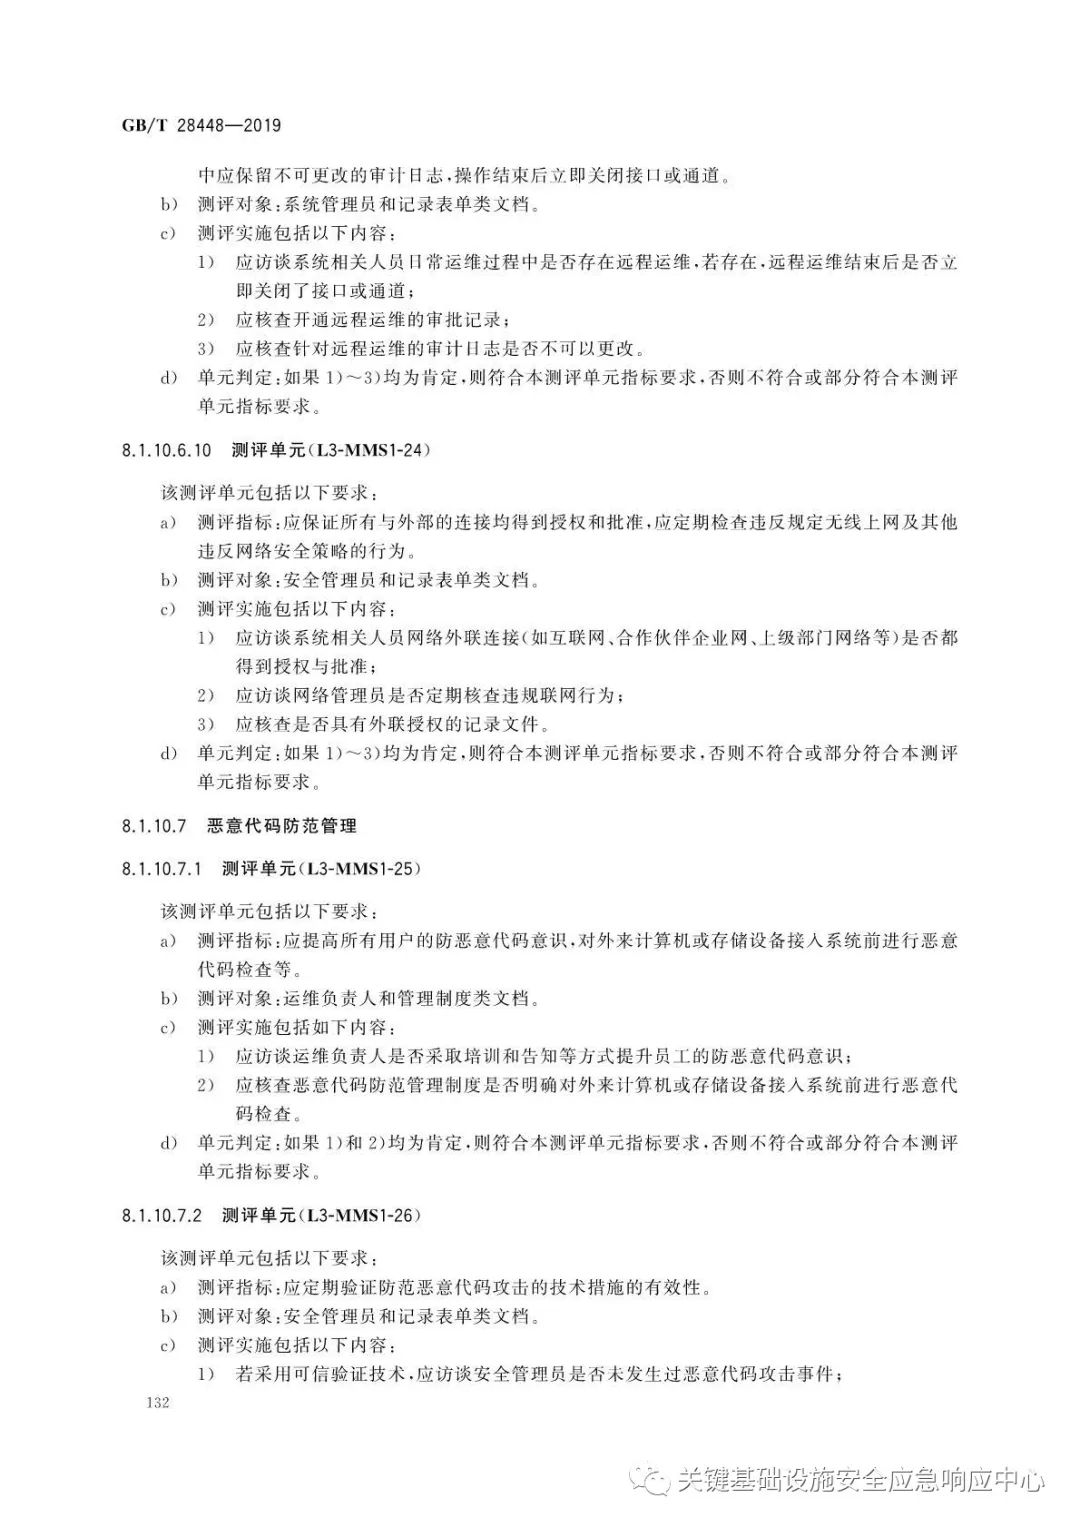 GB/T 28448—2019
中应保留不可更改的审计日志,操作结束后立即关闭接口或通道。
b) 测评对象:系统管理员和记录表单类文档。
c) 测评实施包括以下内容:
1) 应访谈系统相关人员日常运维过程中是否存在远程运维,若存在,远程运维结束后是否立
即关闭了接口或通道;
2) 应核查开通远程运维的审批记录;
3) 应核查针对远程运维的审计日志是否不可以更改。
d) 单元判定:如果 1)~3)均为肯定,则符合本测评单元指标要求,否则不符合或部分符合本测评
单元指标要求。
8.1.10.6.10 测评单元(L3-MMS1-24)
该测评单元包括以下要求:
a) 测评指标:应保证所有与外部的连接均得到授权和批准,应定期检查违反规定无线上网及其他
违反网络安全策略的行为。
b) 测评对象:安全管理员和记录表单类文档。
c) 测评实施包括以下内容:
1) 应访谈系统相关人员网络外联连接(如互联网、合作伙伴企业网、上级部门网络等)是否都
得到授权与批准;
2) 应访谈网络管理员是否定期核查违规联网行为;
3) 应核查是否具有外联授权的记录文件。
d) 单元判定:如果 1)~3)均为肯定,则符合本测评单元指标要求,否则不符合或部分符合本测评
单元指标要求。
8.1.10.7 恶意代码防范管理
8.1.10.7.1 测评单元(L3-MMS1-25)
该测评单元包括以下要求:
a) 测评指标:应提高所有用户的防恶意代码意识,对外来计算机或存储设备接入系统前进行恶意
代码检查等。
b) 测评对象:运维负责人和管理制度类文档。
c) 测评实施包括如下内容:
1) 应访谈运维负责人是否采取培训和告知等方式提升员工的防恶意代码意识;
2) 应核查恶意代码防范管理制度是否明确对外来计算机或存储设备接入系统前进行恶意代
码检查。
d) 单元判定:如果 1)和 2)均为肯定,则符合本测评单元指标要求,否则不符合或部分符合本测评
单元指标要求。
8.1.10.7.2 测评单元(L3-MMS1-26)
该测评单元包括以下要求:
a) 测评指标:应定期验证防范恶意代码攻击的技术措施的有效性。
b) 测评对象:安全管理员和记录表单类文档。
c) 测评实施包括以下内容:
1) 若采用可信验证技术,应访谈安全管理员是否未发生过恶意代码攻击事件;
132
关键基础设施安全应急响应中心